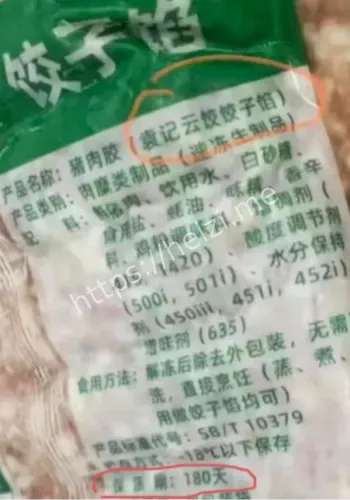 饺子馅
产品名称：猪肉胶（袁记云饺饺子馅）
产品类别：肉糜类制品（速冻生制品）
配料：猪肉、饮用水、白砂糖、
食用盐、蚝油、味精、香辛
料、鸡粉调
（420）、酸度调节剂
（500i，501i）、水分保持
剂（450iii，451i，452i）
增味剂（635）
食用方法：解冻后除去外包装，无需
洗，直接烹饪（蒸、煮、
用做饺子馅均可）
产品标准代号：SB/T 10379
-18℃以下保存
保质期：180天
https://heizi.me